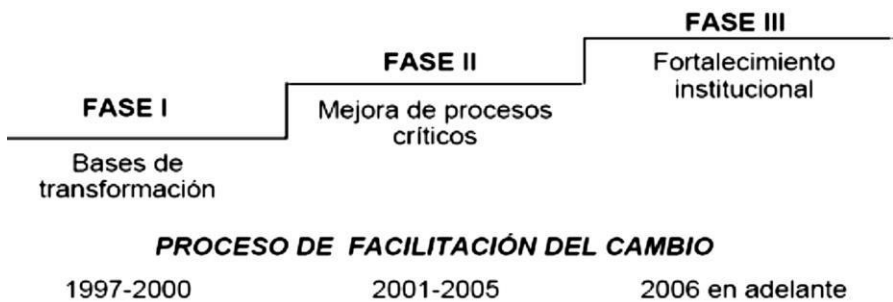 FASE III
Fortalecimiento
institucional
FASE II
Mejora de procesos
críticos
FASE I
Bases de
transformación
PROCESO DE FACILITACIÓN DEL CAMBIO
1997-2000 2001-2005 2006 en adelante